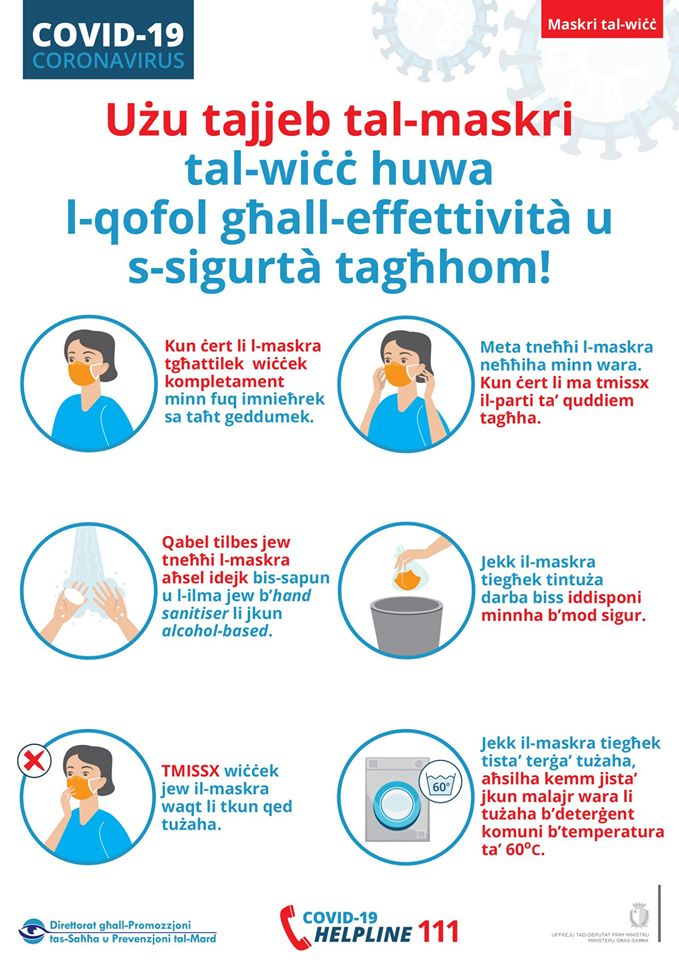 COVID-19
CORONAVIRUS
Maskri tal-wiċċ
Użu tajjeb tal-maskri
tal-wiċċ huwa
l-qofol għall-effettività u
s-sigurtà tagħhom!
Kun ċert li l-maskra
tgħattilek wiċċek
kompletament
minn fuq imnieħrek
sa taħt geddumek.
Meta tneħħi l-maskra
neħħiha minn wara.
Kun ċert li ma tmissx
il-parti ta’ quddiem
tagħha.
Qabel tilbes jew
tneħħi l-maskra
aħsel idejk bis-sapun
u l-ilma jew b’hand
sanitiser li jkun
alcohol-based.
Jekk il-maskra
tiegħek tintuża
darba biss iddisponi
minnha b’mod sigur.
TMISSX wiċċek
jew il-maskra
waqt li tkun qed
tużaha.
60°
Jekk il-maskra tiegħek
tista’ terġa’ tużaha,
aħsilha kemm jista’
jkun malajr wara li
tużaha b’deterġent
komuni b’temperatura
ta’ 60°C.
Direttorat għall-Promozzjoni
tas-Saħħa u Prevenzjoni tal-Mard
COVID-19
HELPLINE 111
UFFIĊĊJU TAD-DEPUTAT PRIM MINISTRU
MINISTERU GĦAS-SAĦĦA